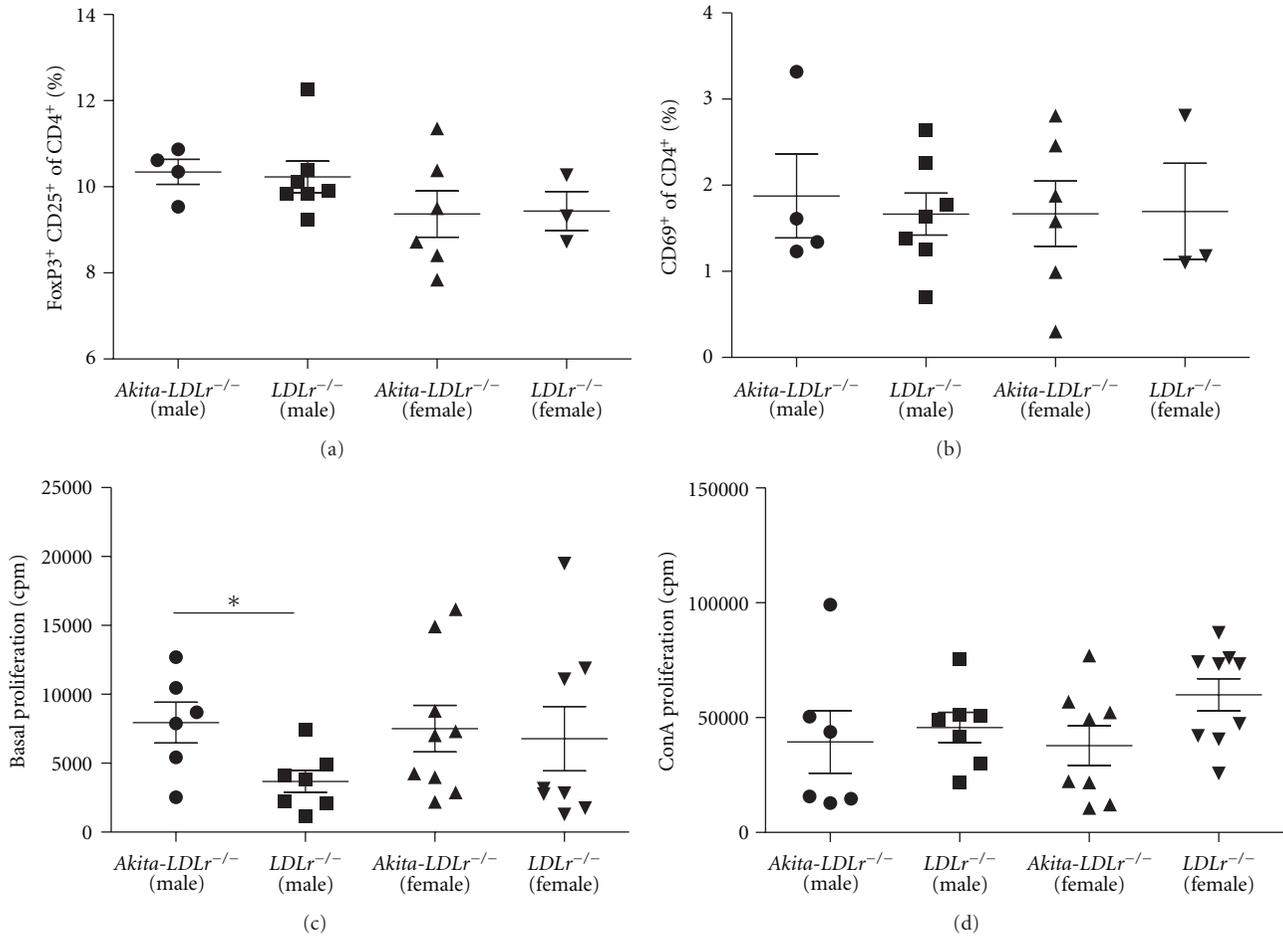 14
12
10
8
6
FoxP3⁺ CD25⁺ of CD4⁺ (%)
Akita-LDLr⁻/⁻ LDLr⁻/⁻ Akita-LDLr⁻/⁻ LDLr⁻/⁻
(male) (male) (female) (female)
(a)
4
3
2
1
0
CD69⁺ of CD4⁺ (%)
Akita-LDLr⁻/⁻ LDLr⁻/⁻ Akita-LDLr⁻/⁻ LDLr⁻/⁻
(male) (male) (female) (female)
(b)
25000
20000
15000
10000
5000
0
Basal proliferation (cpm)
*
Akita-LDLr⁻/⁻ LDLr⁻/⁻ Akita-LDLr⁻/⁻ LDLr⁻/⁻
(male) (male) (female) (female)
(c)
150000
100000
50000
0
ConA proliferation (cpm)
Akita-LDLr⁻/⁻ LDLr⁻/⁻ Akita-LDLr⁻/⁻ LDLr⁻/⁻
(male) (male) (female) (female)
(d)